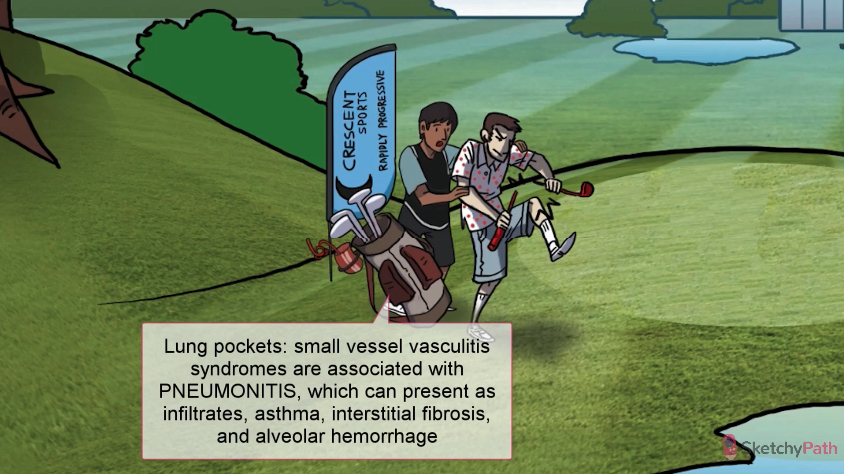 CRESCENT
SPORTS
RAPIDLY PROGRESSIVE
Lung pockets: small vessel vasculitis
syndromes are associated with
PNEUMONITIS, which can present as
infiltrates, asthma, interstitial fibrosis,
and alveolar hemorrhage
SketchyPath